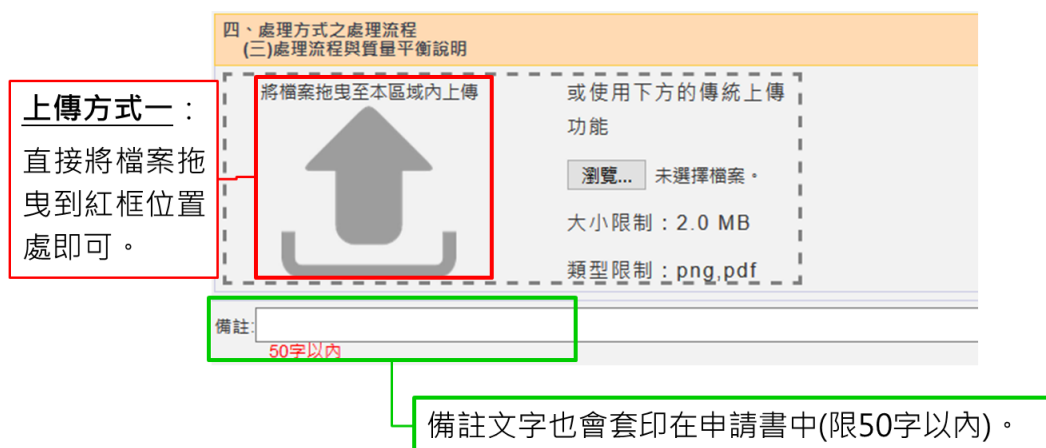 四、處理方式之處理流程
(三)處理流程與質量平衡說明
上傳方式一：
直接將檔案拖
曳到紅框位置
處即可。
將檔案拖曳至本區域內上傳
或使用下方的傳統上傳
功能
瀏覽... 未選擇檔案。
大小限制：2.0 MB
類型限制：png,pdf
備註:
50字以內
備註文字也會套印在申請書中(限50字以內)。